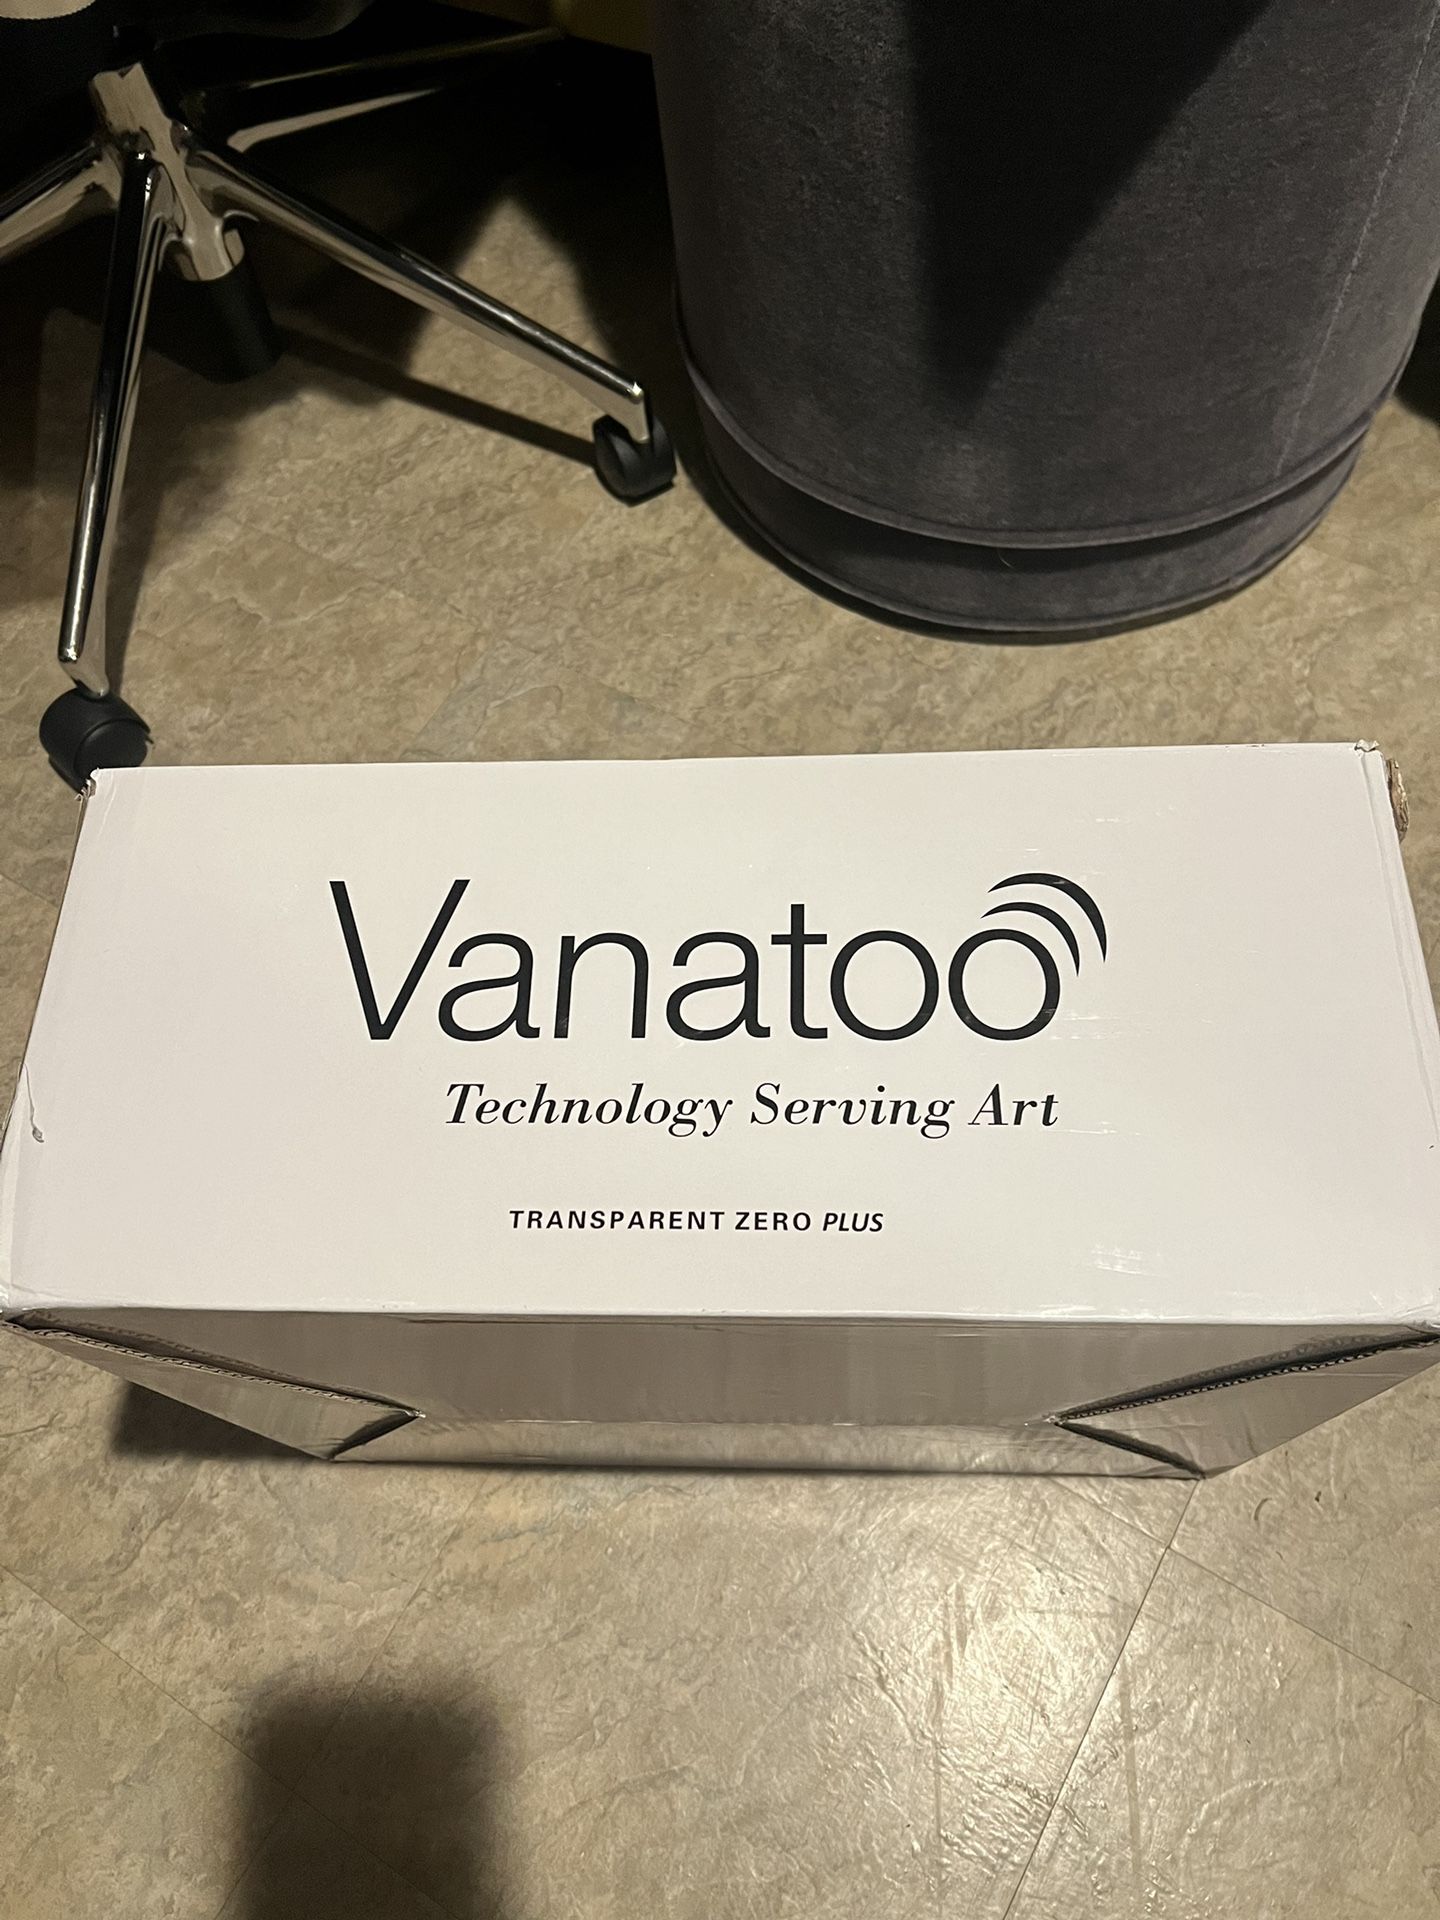 Vanatoo
Technology Serving Art
TRANSPARENT ZERO PLUS